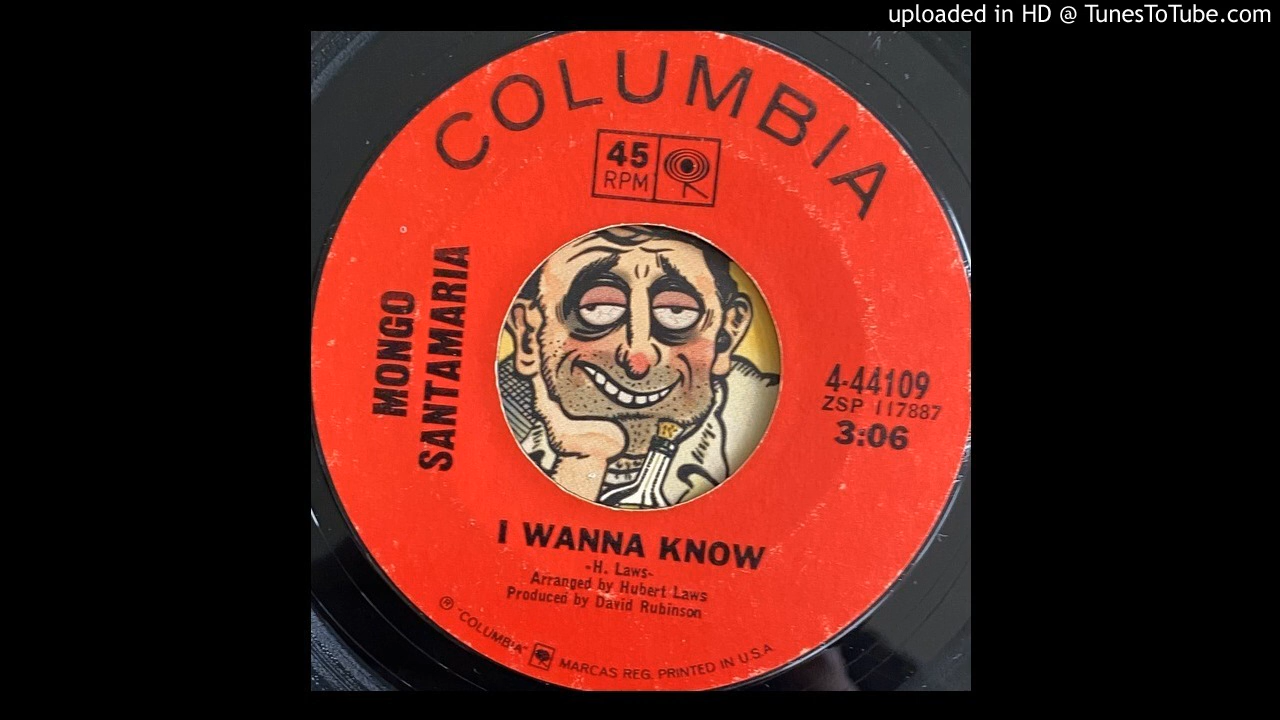 uploaded in HD @ TunesToTube.com
COLUMBIA
45
RPM
MONGO
SANTAMARIA
4-44109
ZSP 117887
3:06
I WANNA KNOW
-H. Laws-
Arranged by Hubert Laws
Produced by David Rubinson
® "COLUMBIA" MARCAS REG. PRINTED IN U.S.A.